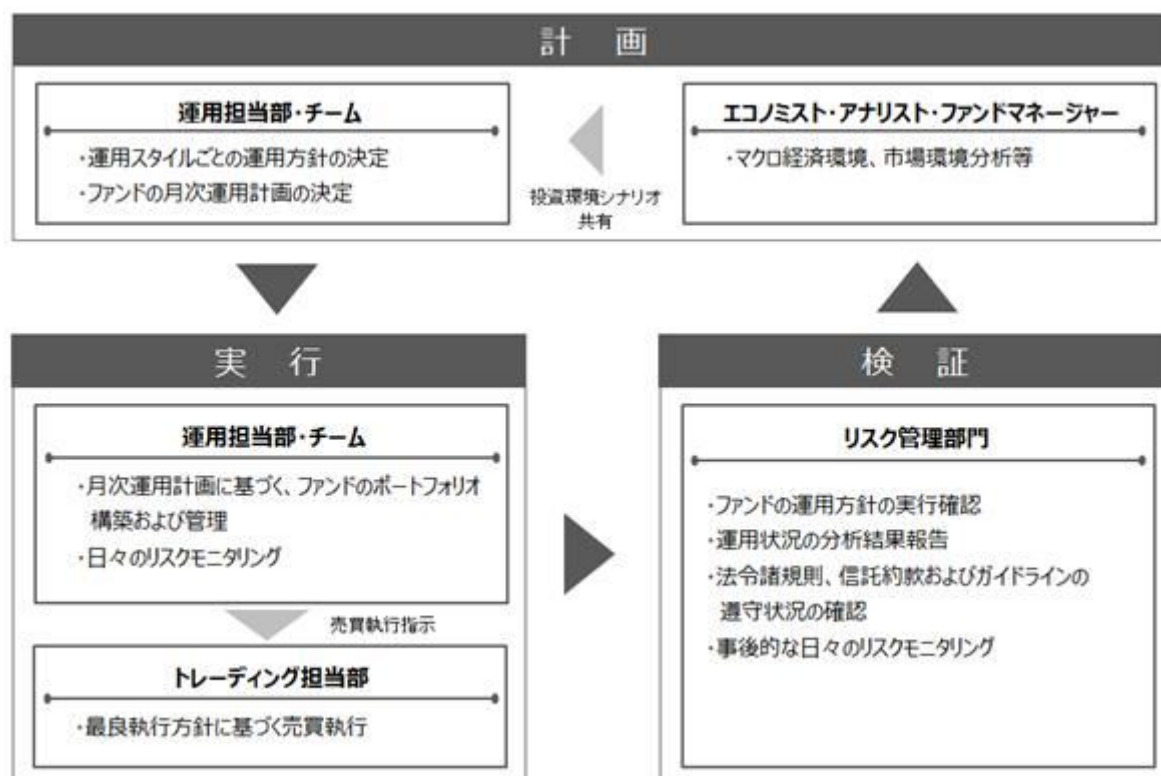 計 画
運用担当部・チーム
・運用スタイルごとの運用方針の決定
・ファンドの月次運用計画の決定
投資環境シナリオ
共有
エコノミスト・アナリスト・ファンドマネージャー
・マクロ経済環境、市場環境分析等
実 行
運用担当部・チーム
・月次運用計画に基づく、ファンドのポートフォリオ
構築および管理
・日々のリスクモニタリング
売買執行指示
トレーディング担当部
・最良執行方針に基づく売買執行
検 証
リスク管理部門
・ファンドの運用方針の実行確認
・運用状況の分析結果報告
・法令諸規則、信託約款およびガイドラインの
遵守状況の確認
・事後的な日々のリスクモニタリング